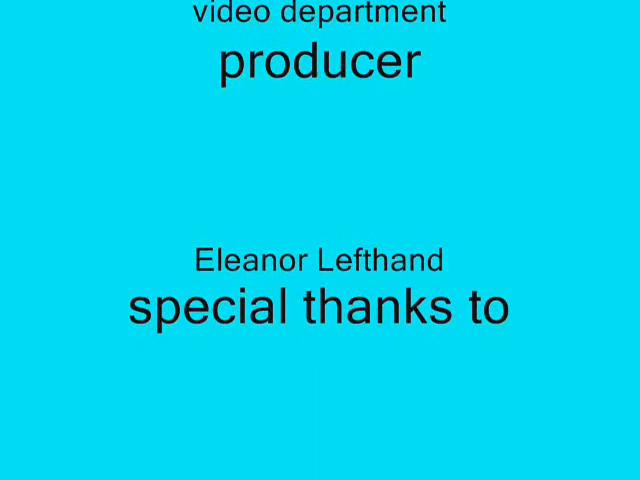 video department
producer
Eleanor Lefthand
special thanks to